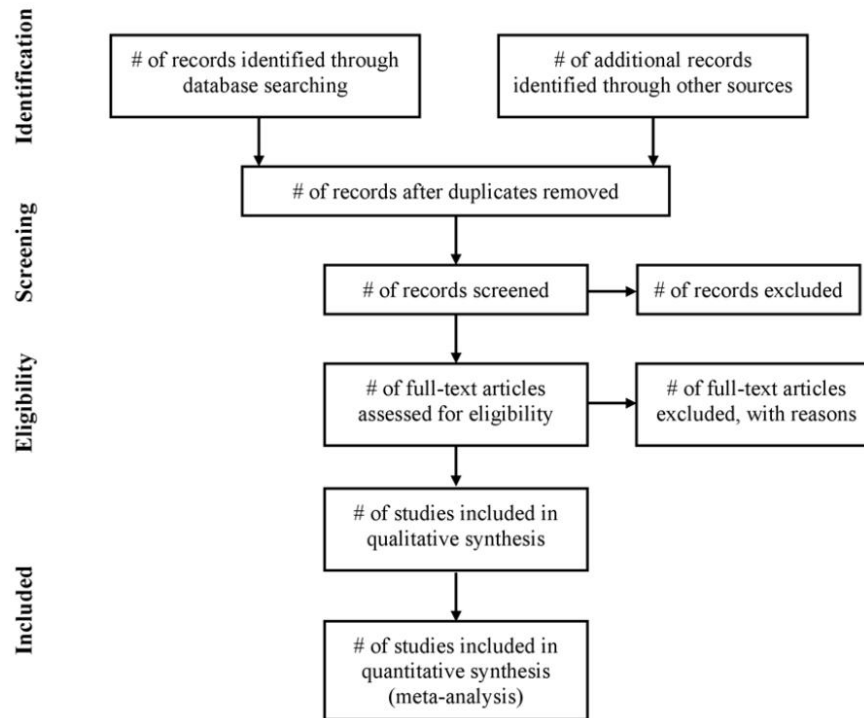 Identification
# of records identified through
database searching
# of additional records
identified through other sources
# of records after duplicates removed
Screening
# of records screened
# of records excluded
Eligibility
# of full-text articles
assessed for eligibility
# of full-text articles
excluded, with reasons
Included
# of studies included in
qualitative synthesis
# of studies included in
quantitative synthesis
(meta-analysis)